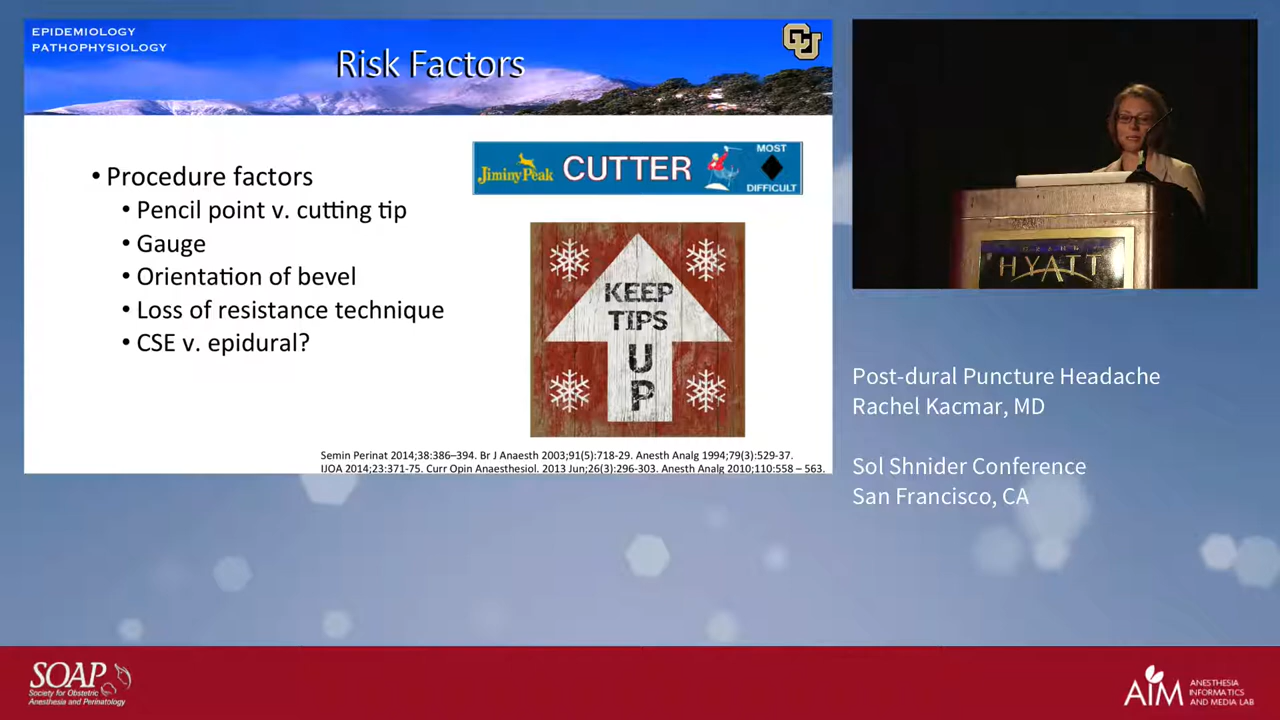 EPIDEMIOLOGY
PATHOPHYSIOLOGY
Risk Factors
CU
• Procedure factors
• Pencil point v. cutting tip
• Gauge
• Orientation of bevel
• Loss of resistance technique
• CSE v. epidural?
Jiminy Peak CUTTER MOST DIFFICULT
KEEP
TIPS
UP
Semin Perinat 2014;38:386–394. Br J Anaesth 2003;91(5):718-29. Anesth Analg 1994;79(3):529-37.
IJOA 2014;23:371-75. Curr Opin Anaesthesiol. 2013 Jun;26(3):296-303. Anesth Analg 2010;110:558 – 563.
GRAND
HYATT
Post-dural Puncture Headache
Rachel Kacmar, MD
Sol Shnider Conference
San Francisco, CA
SOAP
Society for Obstetric
Anesthesia and Perinatology
AIM
ANESTHESIA
INFORMATICS
AND MEDIA LAB